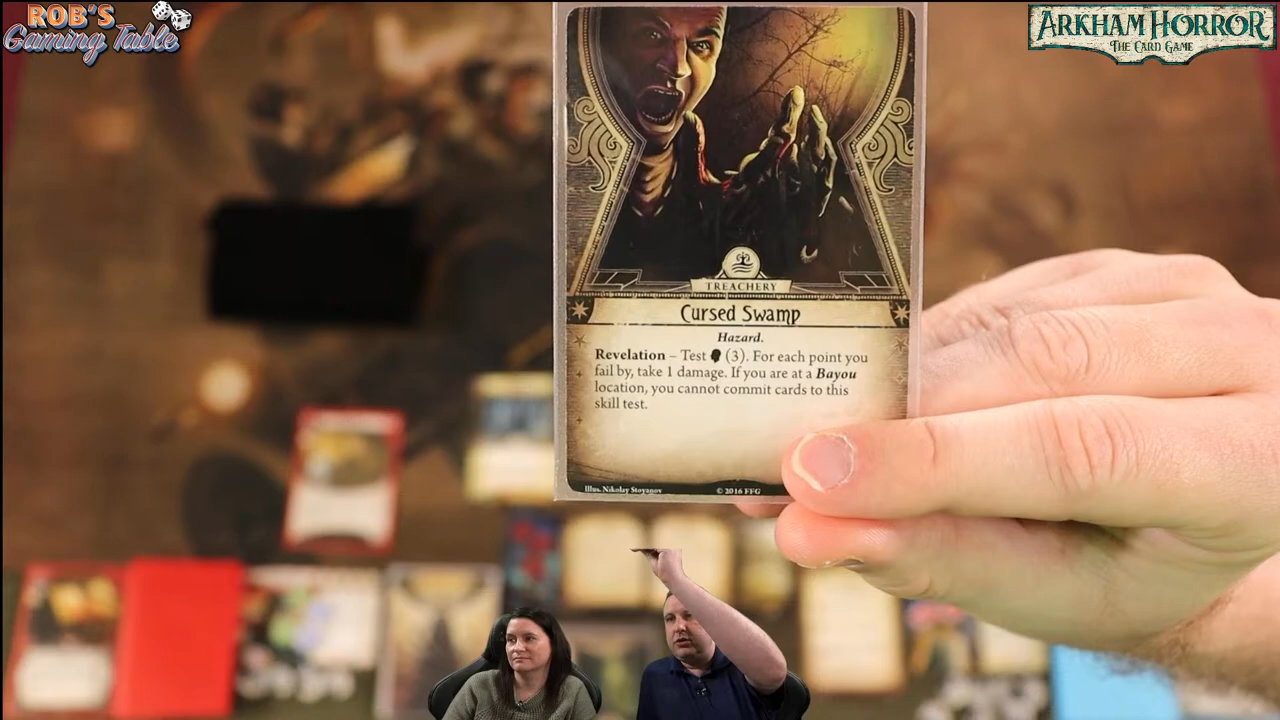 ROB'S
Gaming Table
ARKHAM HORROR
THE CARD GAME
TREACHERY
Cursed Swamp
Hazard.
Revelation – Test (3). For each point you
fail by, take 1 damage. If you are at a Bayou
location, you cannot commit cards to this
skill test.
Illus. Nikolay Stoyanov
© 2016 FFG